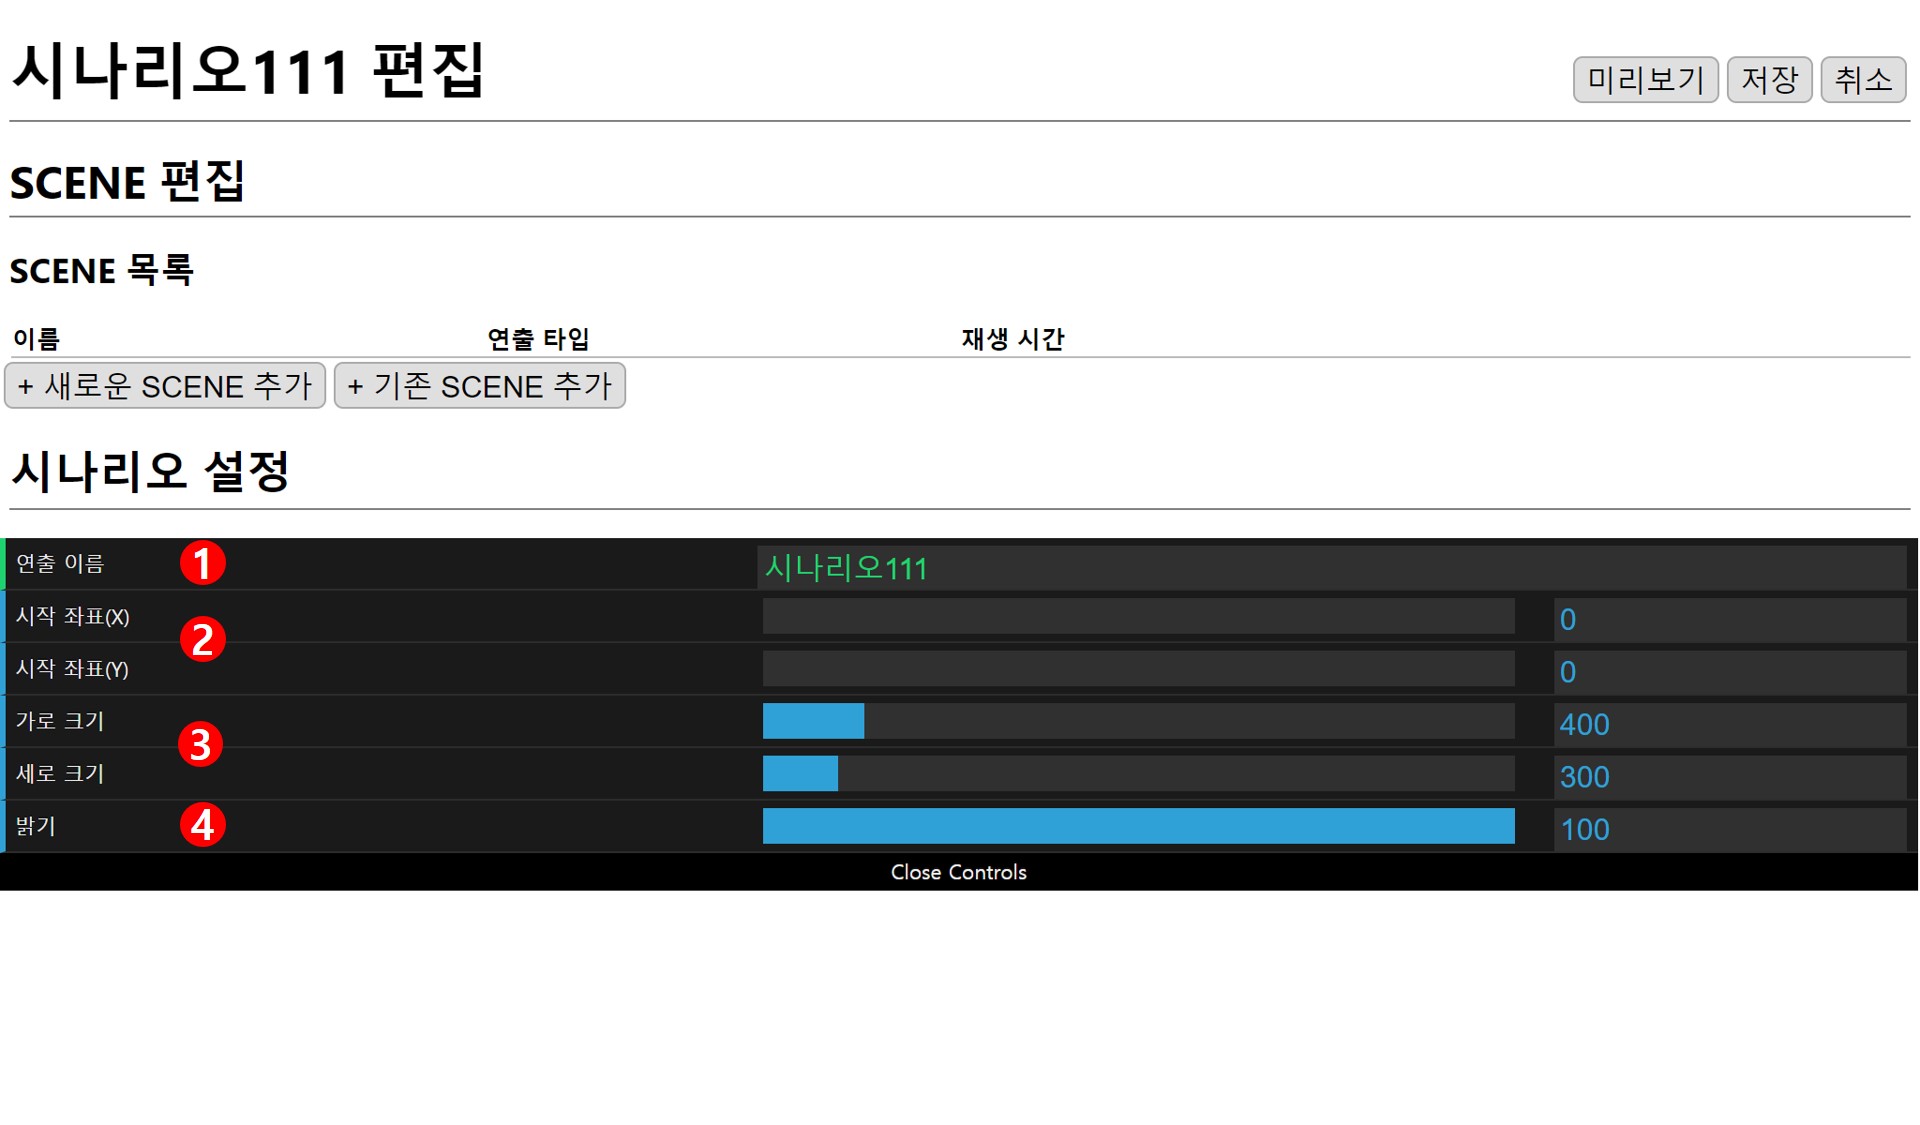 시나리오111 편집
미리보기 저장 취소
SCENE 편집
SCENE 목록
이름 연출 타입 재생 시간
+ 새로운 SCENE 추가 + 기존 SCENE 추가
시나리오 설정
연출 이름 1 시나리오111
시작 좌표(X) 0
2
시작 좌표(Y) 0
가로 크기 400
3
세로 크기 300
밝기 4 100
Close Controls